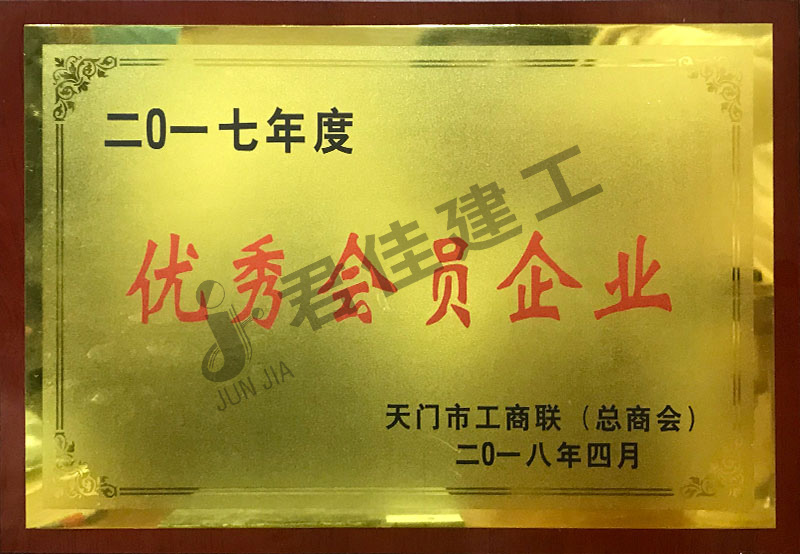 二0一七年度
优秀会员企业
君佳建工
JUN JIA
天门市工商联（总商会）
二0一八年四月